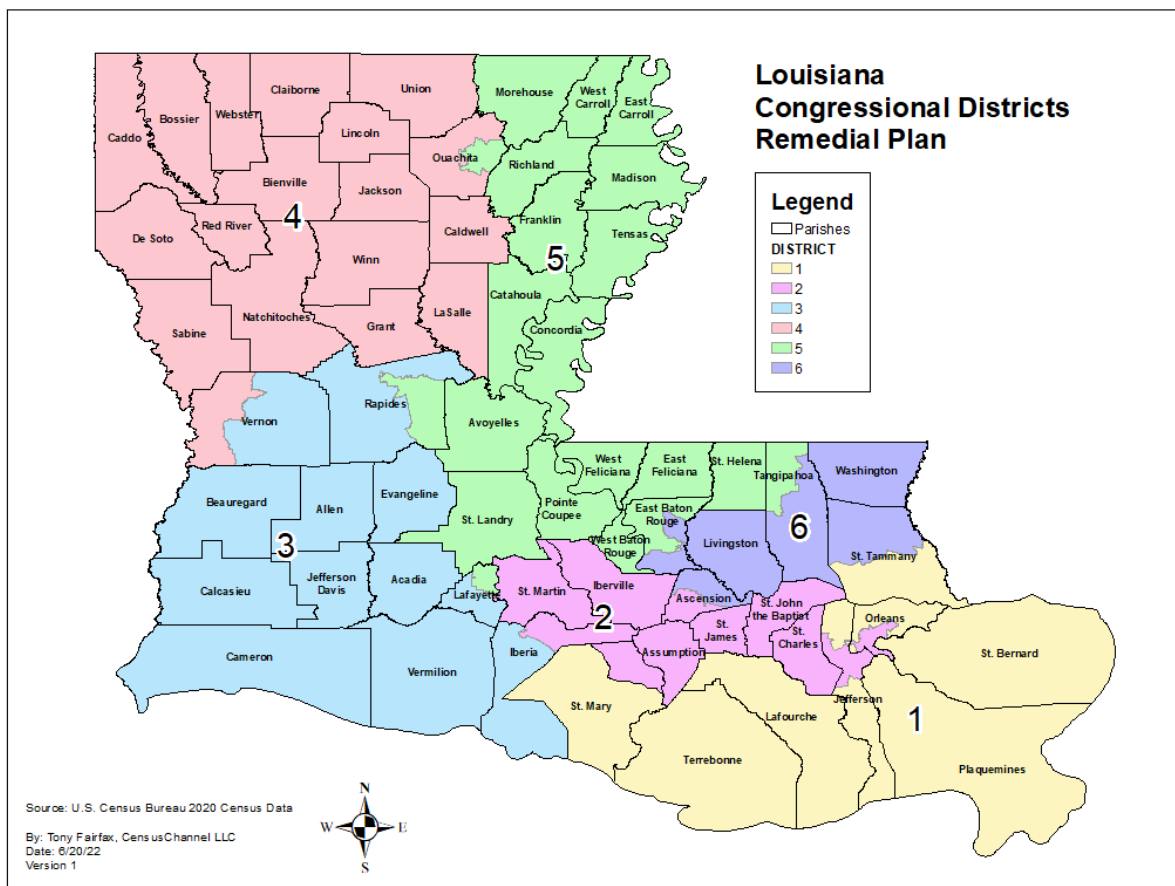 Louisiana
Congressional Districts
Remedial Plan
Legend
Parishes
DISTRICT
1
2
3
4
5
6
Claiborne
Union
Morehouse
West
Carroll
East
Carroll
Bossier
Webster
Lincoln
Caddo
Ouachita
Richland
Madison
Bienville
Jackson
4
Franklin
De Soto
Red River
Caldwell
Tensas
Winn
5
Catahoula
Natchitoches
LaSalle
Sabine
Grant
Concordia
Rapides
Vernon
Avoyelles
West
Feliciana
East
Feliciana
St. Helena
Tangipahoa
Washington
Beauregard
Evangeline
Allen
Pointe
Coupee
East Baton
Rouge
St. Landry
6
3
West Baton
Rouge
Livingston
St. Tammany
Calcasieu
Jefferson
Davis
Acadia
Lafayette
St. Martin
Iberville
Ascension
St. John
the Baptist
2
St.
James
St.
Charles
Orleans
Cameron
Vermilion
Iberia
Assumption
St. Bernard
St. Mary
Jefferson
Lafourche
1
Terrebonne
Plaquemines
N
W
E
S
Source: U.S. Census Bureau 2020 Census Data
By: Tony Fairfax, CensusChannel LLC
Date: 6/20/22
Version 1